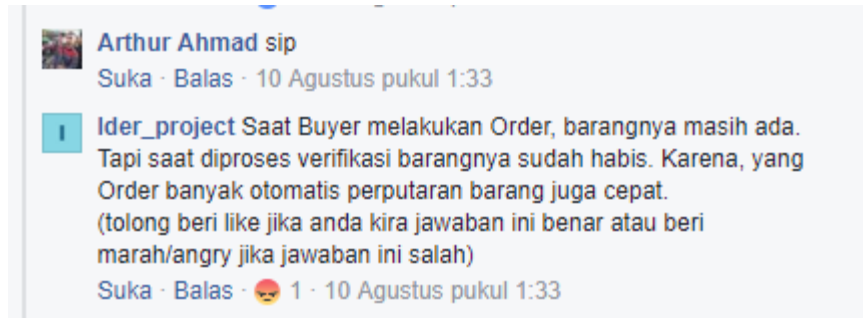 Arthur Ahmad sip
Suka · Balas · 10 Agustus pukul 1:33
I
Ider_project Saat Buyer melakukan Order, barangnya masih ada.
Tapi saat diproses verifikasi barangnya sudah habis. Karena, yang
Order banyak otomatis perputaran barang juga cepat.
(tolong beri like jika anda kira jawaban ini benar atau beri
marah/angry jika jawaban ini salah)
Suka · Balas · 😡 1 · 10 Agustus pukul 1:33